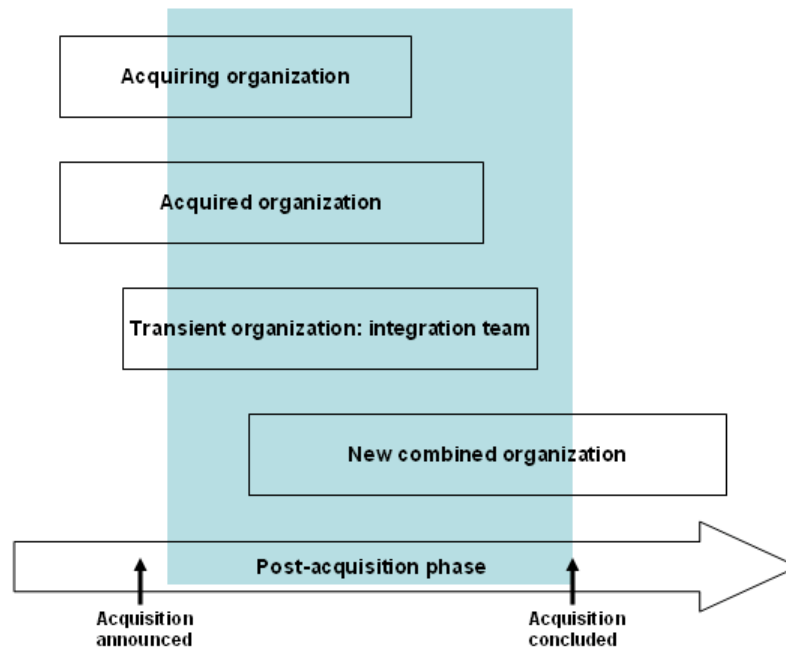 Acquiring organization
Acquired organization
Transient organization: integration team
New combined organization
Post-acquisition phase
Acquisition
announced
Acquisition
concluded